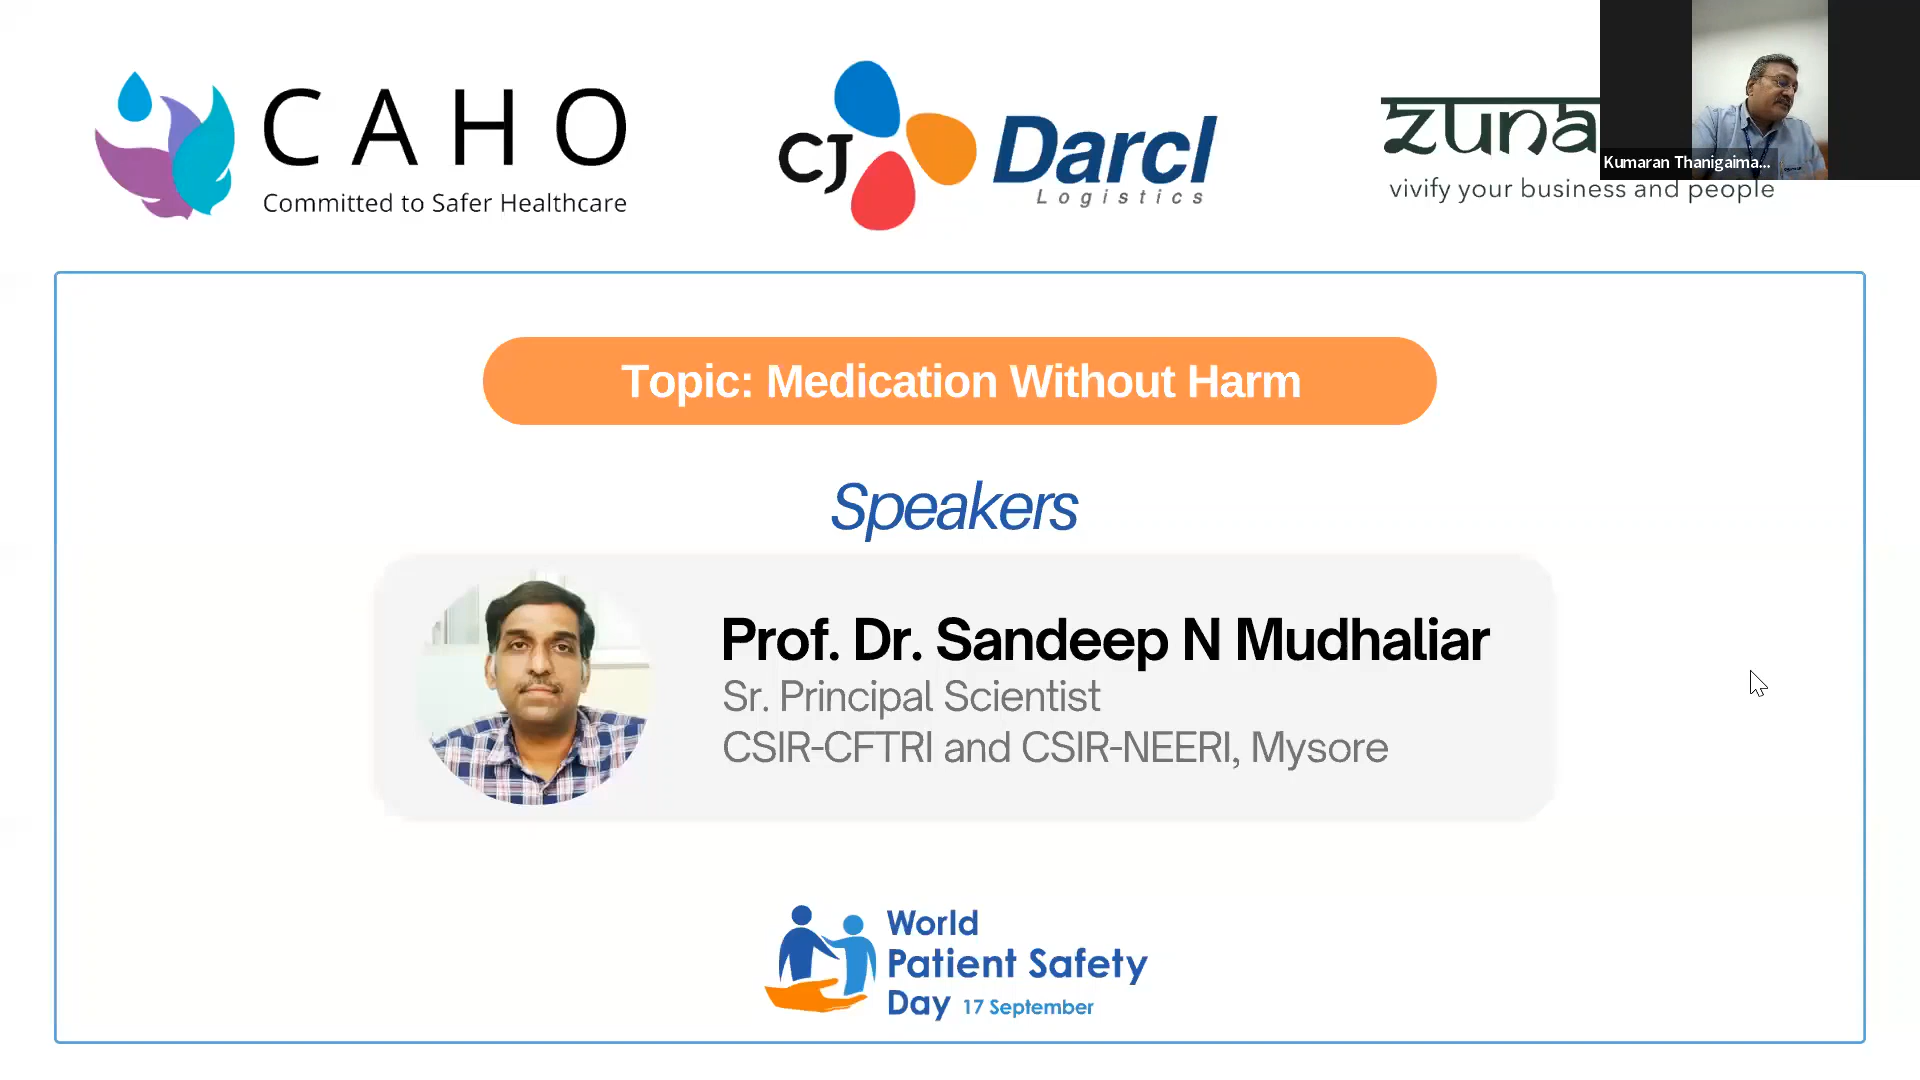 CAHO
Committed to Safer Healthcare
CJ Darcl
Logistics
zuna
vivify your business and people
Kumaran Thanigaima...
Topic: Medication Without Harm
Speakers
Prof. Dr. Sandeep N Mudhaliar
Sr. Principal Scientist
CSIR-CFTRI and CSIR-NEERI, Mysore
World
Patient Safety
Day 17 September